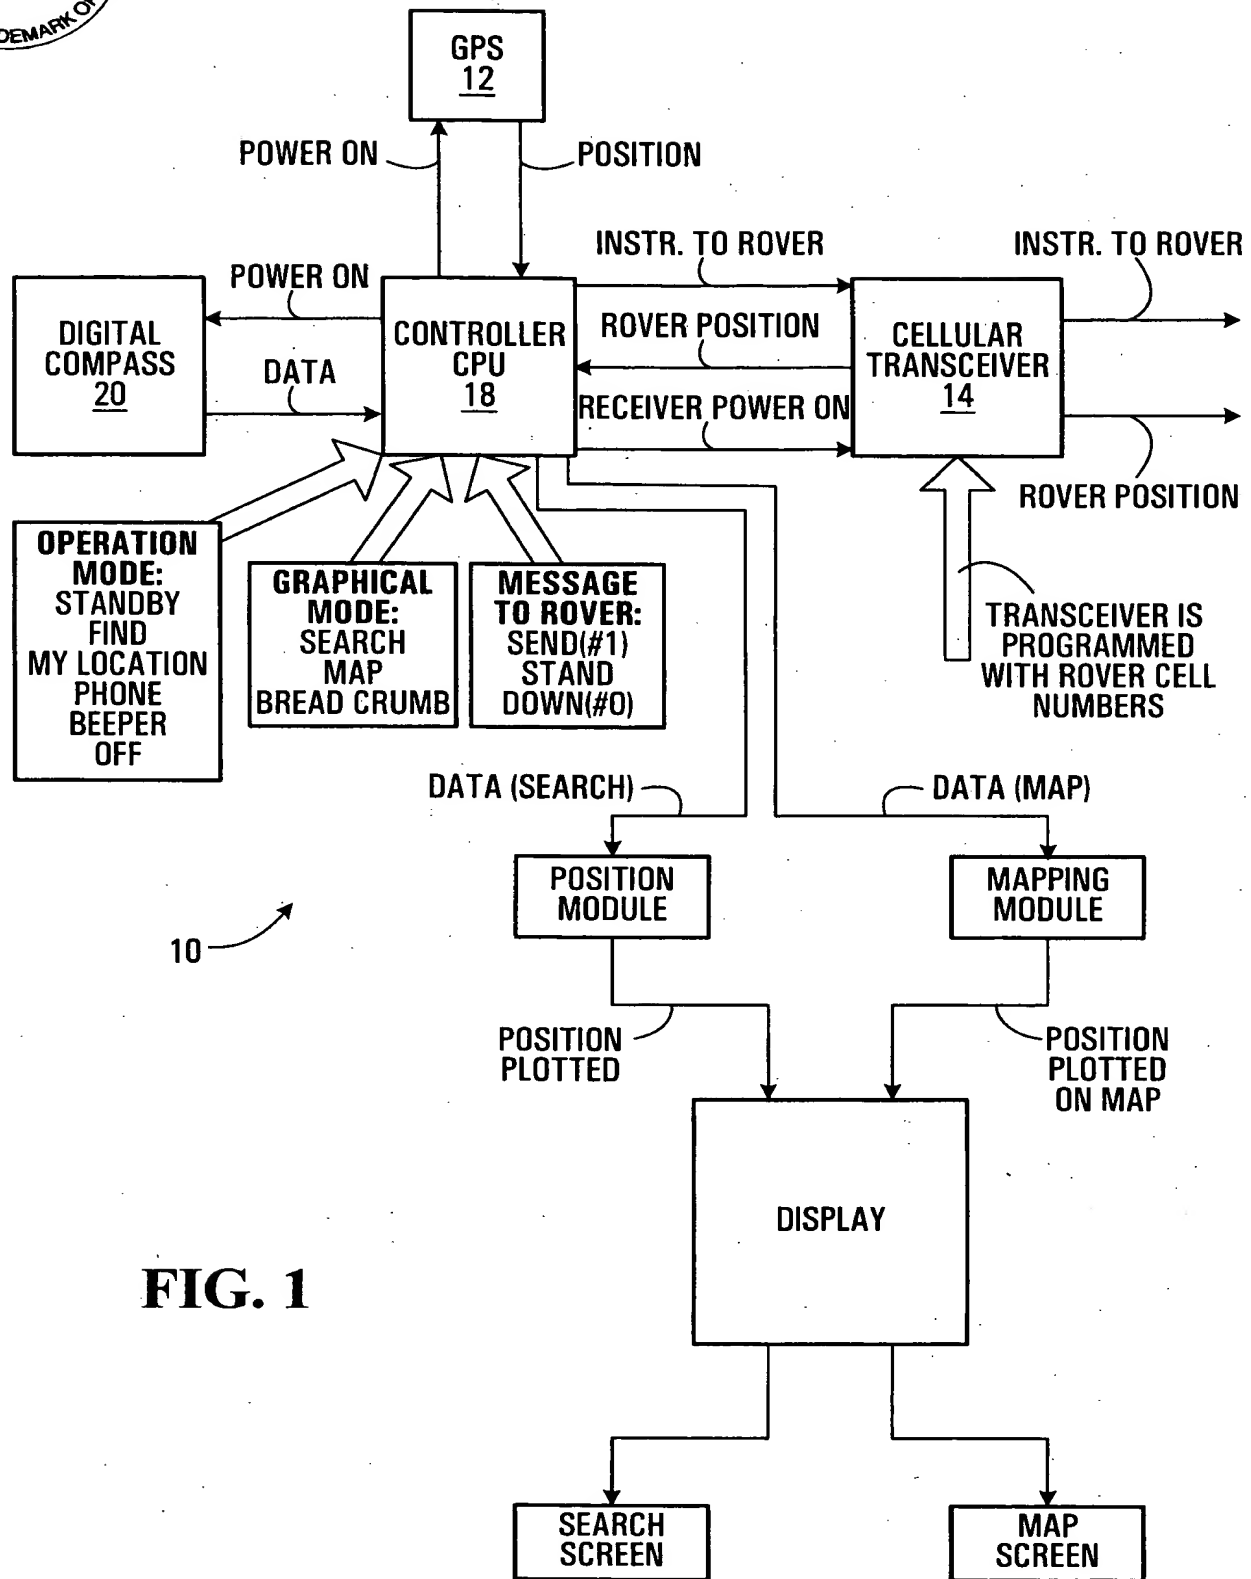 DEMARK O
GPS
12
POWER ON
POSITION
INSTR. TO ROVER
INSTR. TO ROVER
POWER ON
DIGITAL
COMPASS
20
DATA
CONTROLLER
CPU
18
ROVER POSITION
RECEIVER POWER ON
CELLULAR
TRANSCEIVER
14
ROVER POSITION
OPERATION
MODE:
STANDBY
FIND
MY LOCATION
PHONE
BEEPER
OFF
GRAPHICAL
MODE:
SEARCH
MAP
BREAD CRUMB
MESSAGE
TO ROVER:
SEND(#1)
STAND
DOWN(#0)
TRANSCEIVER IS
PROGRAMMED
WITH ROVER CELL
NUMBERS
DATA (SEARCH)
DATA (MAP)
POSITION
MODULE
MAPPING
MODULE
10
POSITION
PLOTTED
POSITION
PLOTTED
ON MAP
DISPLAY
FIG. 1
SEARCH
SCREEN
MAP
SCREEN